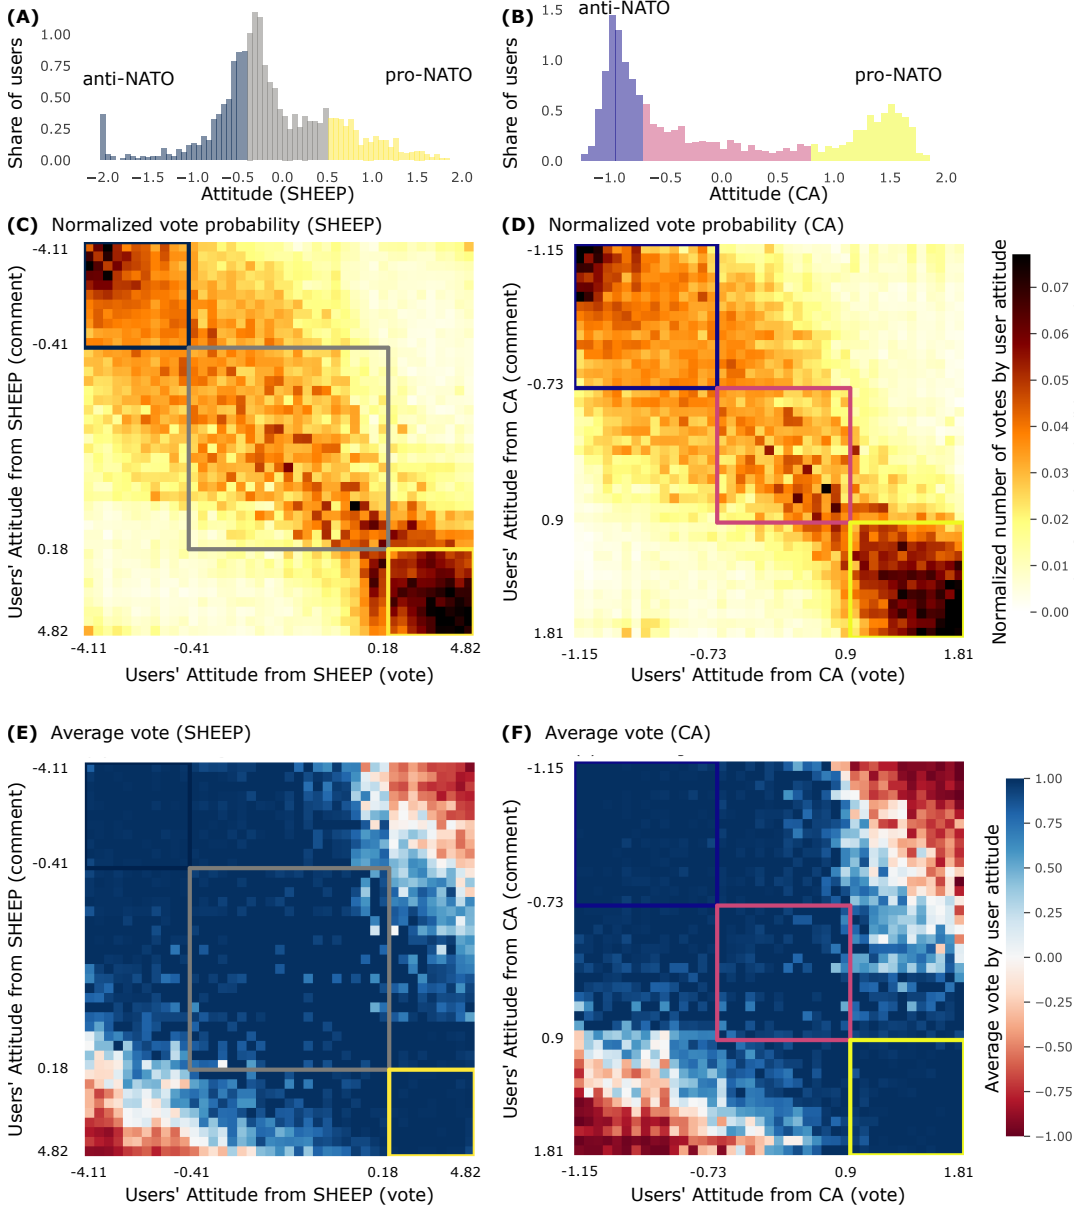 (A)
1.00
0.75
0.50
0.25
0.00
Share of users
anti-NATO
pro-NATO
−2.0 −1.5 −1.0 −0.5 0.0 0.5 1.0 1.5 2.0
Attitude (SHEEP)
(B)
anti-NATO
1.5
1.0
0.5
0.0
Share of users
pro-NATO
−1.0 −0.5 0.0 0.5 1.0 1.5 2.0
Attitude (CA)
(C) Normalized vote probability (SHEEP)
-4.11
-0.41
0.18
4.82
Users' Attitude from SHEEP (comment)
-4.11 -0.41 0.18 4.82
Users' Attitude from SHEEP (vote)
(D) Normalized vote probability (CA)
-1.15
-0.73
0.9
1.81
Users' Attitude from CA (comment)
-1.15 -0.73 0.9 1.81
Users' Attitude from CA (vote)
Normalized number of votes by user attitude
0.07
0.06
0.05
0.04
0.03
0.02
0.01
0.00
(E) Average vote (SHEEP)
-4.11
-0.41
0.18
4.82
Users' Attitude from SHEEP (comment)
-4.11 -0.41 0.18 4.82
Users' Attitude from SHEEP (vote)
(F) Average vote (CA)
-1.15
-0.73
0.9
1.81
Users' Attitude from CA (comment)
-1.15 -0.73 0.9 1.81
Users' Attitude from CA (vote)
Average vote by user attitude
1.00
0.75
0.50
0.25
0.00
−0.25
−0.50
−0.75
−1.00